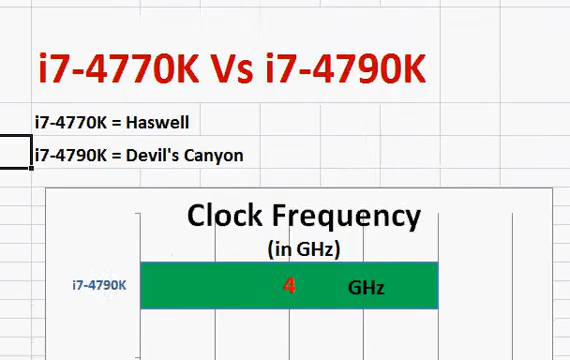 i7-4770K Vs i7-4790K
i7-4770K = Haswell
i7-4790K = Devil's Canyon
Clock Frequency
(in GHz)
i7-4790K 4 GHz